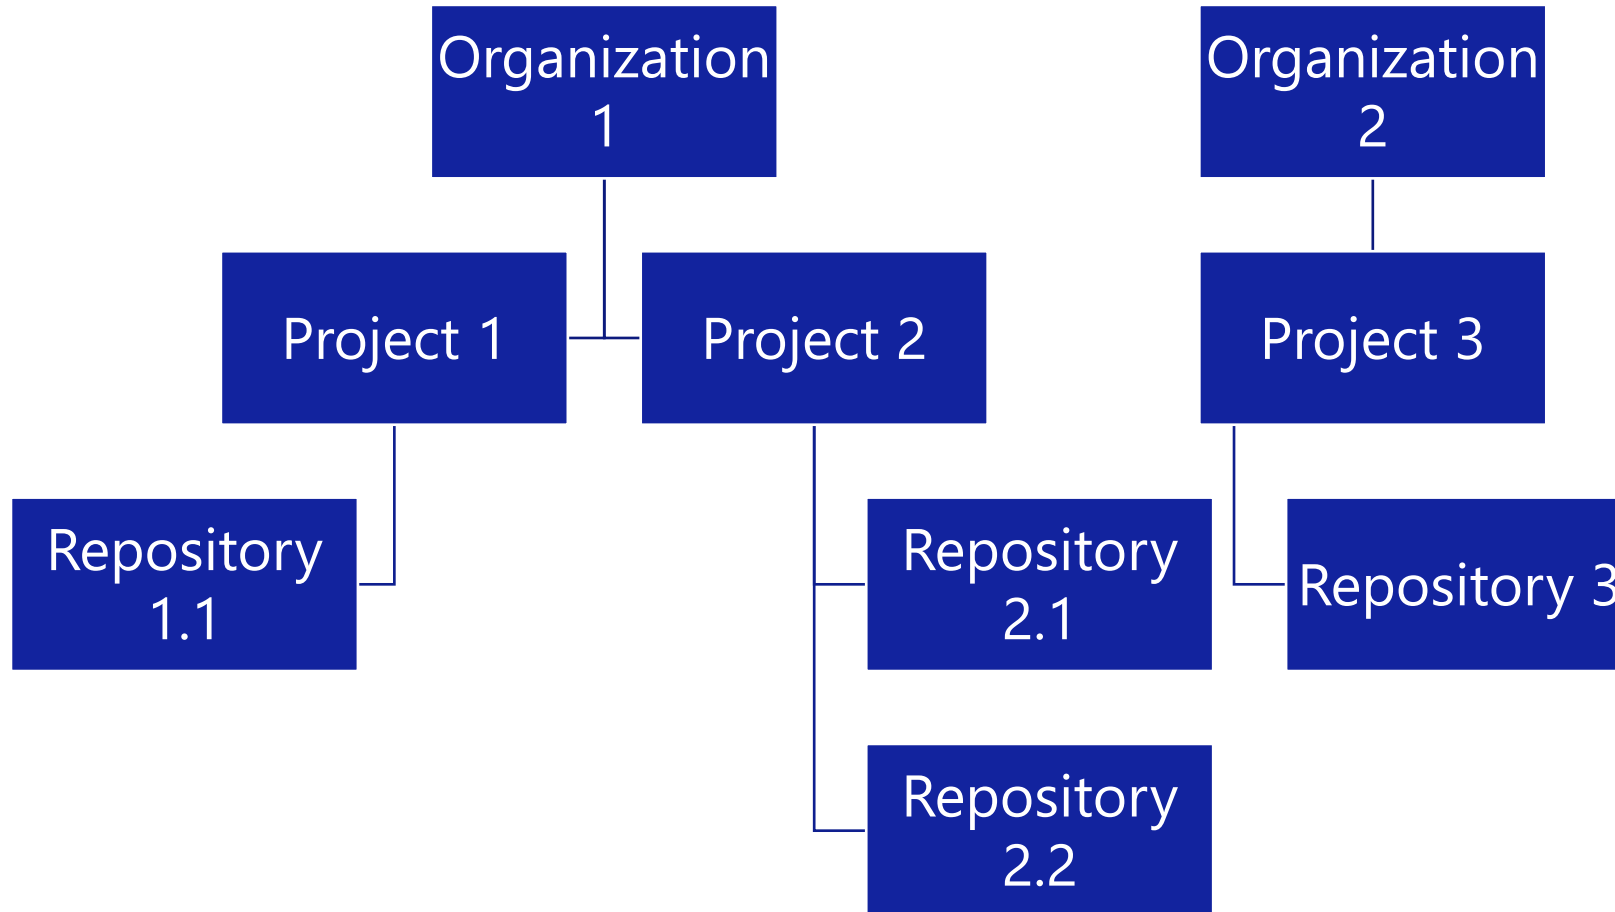 Organization
1
Organization
2
Project 1
Project 2
Project 3
Repository
1.1
Repository
2.1
Repository 3
Repository
2.2